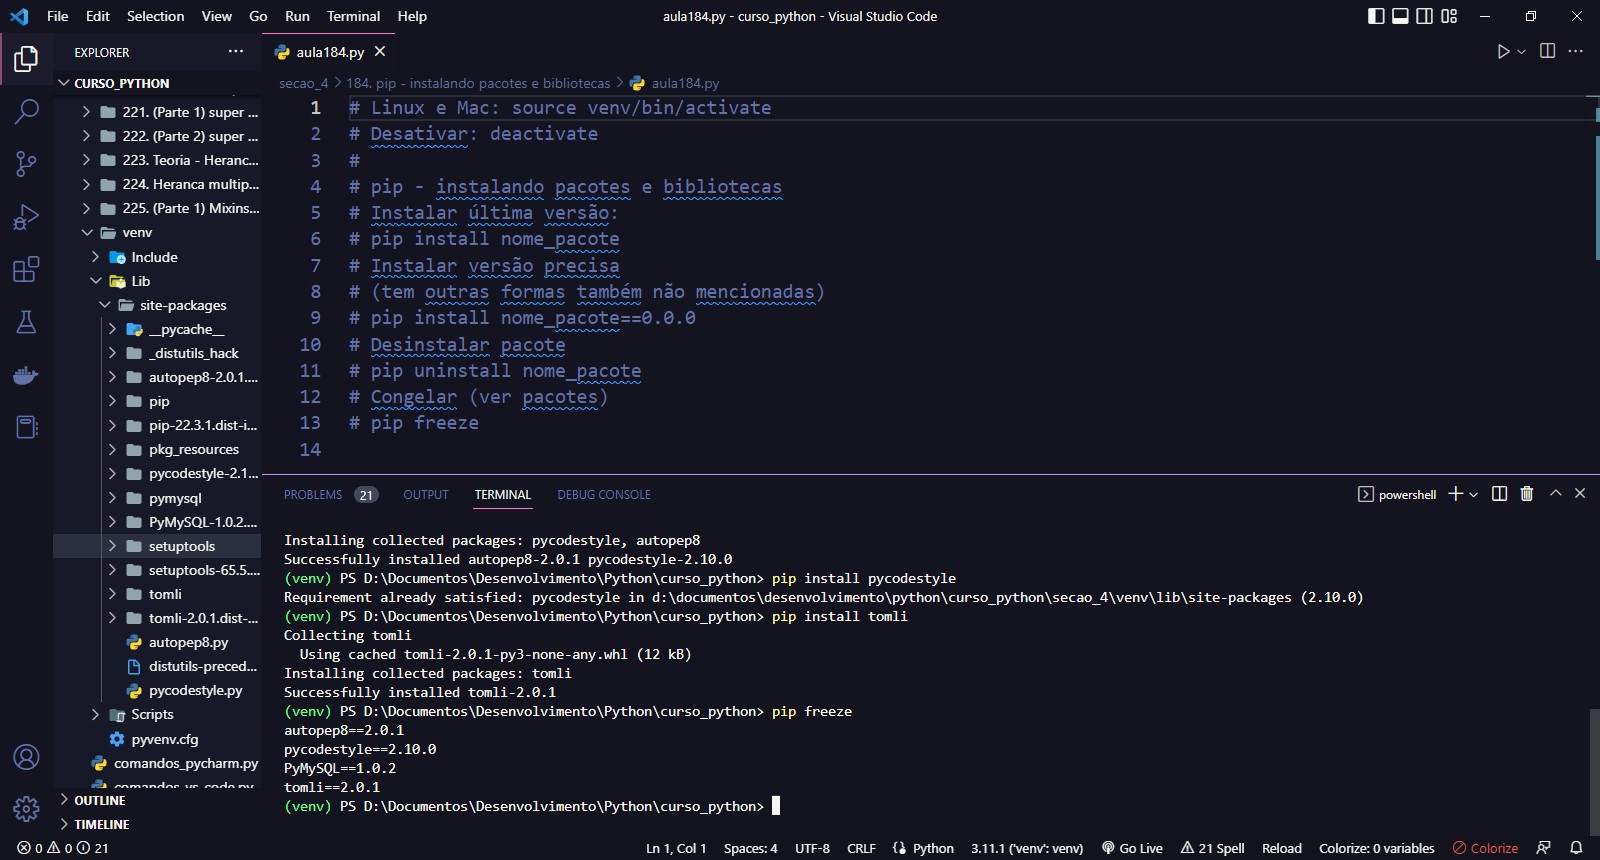 File Edit Selection View Go Run Terminal Help
aula184.py - curso_python - Visual Studio Code
EXPLORER
CURSO_PYTHON
221. (Parte 1) super ...
222. (Parte 2) super ...
223. Teoria - Heranc...
224. Heranca multip...
225. (Parte 1) Mixins...
venv
Include
Lib
site-packages
__pycache__
_distutils_hack
autopep8-2.0.1....
pip
pip-22.3.1.dist-i...
pkg_resources
pycodestyle-2.1...
pymysql
PyMySQL-1.0.2....
setuptools
setuptools-65.5....
tomli
tomli-2.0.1.dist-...
autopep8.py
distutils-preced...
pycodestyle.py
Scripts
pyvenv.cfg
comandos_pycharm.py
comandos_vs_code.py
OUTLINE
TIMELINE
aula184.py
secao_4 > 184. pip - instalando pacotes e bibliotecas > aula184.py
1 # Linux e Mac: source venv/bin/activate
2 # Desativar: deactivate
3 #
4 # pip - instalando pacotes e bibliotecas
5 # Instalar última versão:
6 # pip install nome_pacote
7 # Instalar versão precisa
8 # (tem outras formas também não mencionadas)
9 # pip install nome_pacote==0.0.0
10 # Desinstalar pacote
11 # pip uninstall nome_pacote
12 # Congelar (ver pacotes)
13 # pip freeze
14
PROBLEMS 21 OUTPUT TERMINAL DEBUG CONSOLE
powershell
Installing collected packages: pycodestyle, autopep8
Successfully installed autopep8-2.0.1 pycodestyle-2.10.0
(venv) PS D:\Documentos\Desenvolvimento\Python\curso_python> pip install pycodestyle
Requirement already satisfied: pycodestyle in d:\documentos\desenvolvimento\python\curso_python\secao_4\venv\lib\site-packages (2.10.0)
(venv) PS D:\Documentos\Desenvolvimento\Python\curso_python> pip install tomli
Collecting tomli
  Using cached tomli-2.0.1-py3-none-any.whl (12 kB)
Installing collected packages: tomli
Successfully installed tomli-2.0.1
(venv) PS D:\Documentos\Desenvolvimento\Python\curso_python> pip freeze
autopep8==2.0.1
pycodestyle==2.10.0
PyMySQL==1.0.2
tomli==2.0.1
(venv) PS D:\Documentos\Desenvolvimento\Python\curso_python>
0 0 21
Ln 1, Col 1 Spaces: 4 UTF-8 CRLF Python 3.11.1 ('venv': venv) Go Live 21 Spell Reload Colorize: 0 variables Colorize